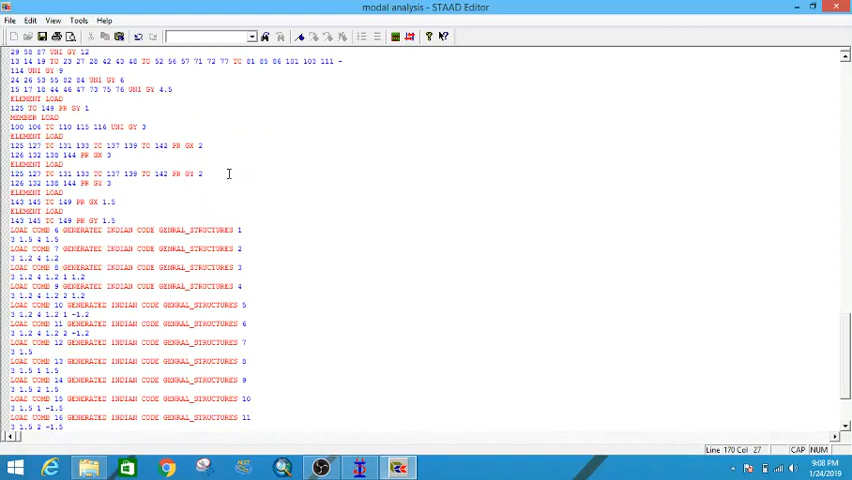 modal analysis - STAAD Editor
File Edit View Tools Help
29 58 87 UNI GY 12
13 14 19 TO 23 27 28 42 43 48 TO 52 56 57 71 72 77 TO 81 85 86 101 103 111 -
114 UNI GY 9
24 26 53 55 82 84 UNI GY 6
15 17 18 44 46 47 73 75 76 UNI GY 4.5
ELEMENT LOAD
125 TO 149 PR GY 1
MEMBER LOAD
100 106 TO 110 115 116 UNI GY 3
ELEMENT LOAD
125 127 TO 131 133 TO 137 139 TO 142 PR GX 2
126 132 138 144 PR GX 3
ELEMENT LOAD
125 127 TO 131 133 TO 137 139 TO 142 PR GY 2
126 132 138 144 PR GY 3
ELEMENT LOAD
143 145 TO 149 PR GX 1.5
ELEMENT LOAD
143 145 TO 149 PR GY 1.5
LOAD COMB 6 GENERATED INDIAN CODE GENRAL_STRUCTURES 1
3 1.5 4 1.5
LOAD COMB 7 GENERATED INDIAN CODE GENRAL_STRUCTURES 2
3 1.2 4 1.2
LOAD COMB 8 GENERATED INDIAN CODE GENRAL_STRUCTURES 3
3 1.2 4 1.2 1 1.2
LOAD COMB 9 GENERATED INDIAN CODE GENRAL_STRUCTURES 4
3 1.2 4 1.2 2 1.2
LOAD COMB 10 GENERATED INDIAN CODE GENRAL_STRUCTURES 5
3 1.2 4 1.2 1 -1.2
LOAD COMB 11 GENERATED INDIAN CODE GENRAL_STRUCTURES 6
3 1.2 4 1.2 2 -1.2
LOAD COMB 12 GENERATED INDIAN CODE GENRAL_STRUCTURES 7
3 1.5
LOAD COMB 13 GENERATED INDIAN CODE GENRAL_STRUCTURES 8
3 1.5 1 1.5
LOAD COMB 14 GENERATED INDIAN CODE GENRAL_STRUCTURES 9
3 1.5 2 1.5
LOAD COMB 15 GENERATED INDIAN CODE GENRAL_STRUCTURES 10
3 1.5 1 -1.5
LOAD COMB 16 GENERATED INDIAN CODE GENRAL_STRUCTURES 11
3 1.5 2 -1.5
Line 170 Col 27 CAP NUM
9:08 PM
1/24/2019